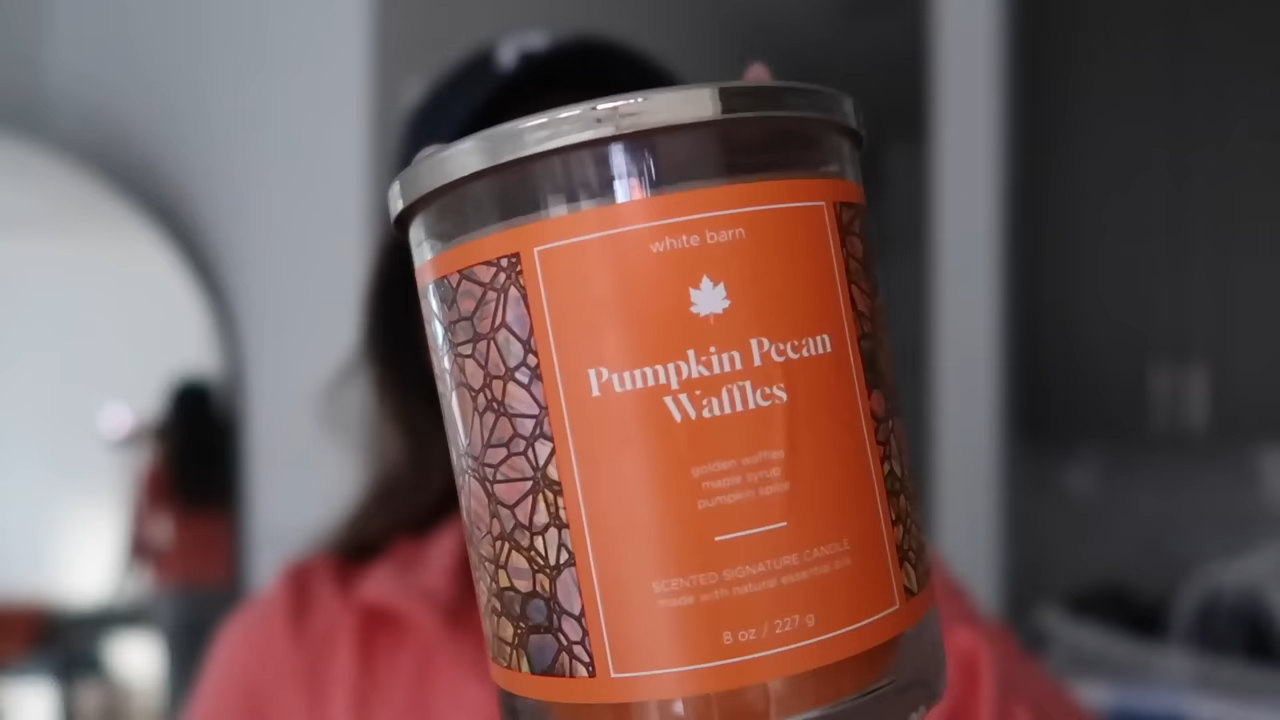 white barn
Pumpkin Pecan
Waffles
golden waffles
maple syrup
pumpkin spice
SCENTED SIGNATURE CANDLE
made with natural essential oils
8 oz / 227 g